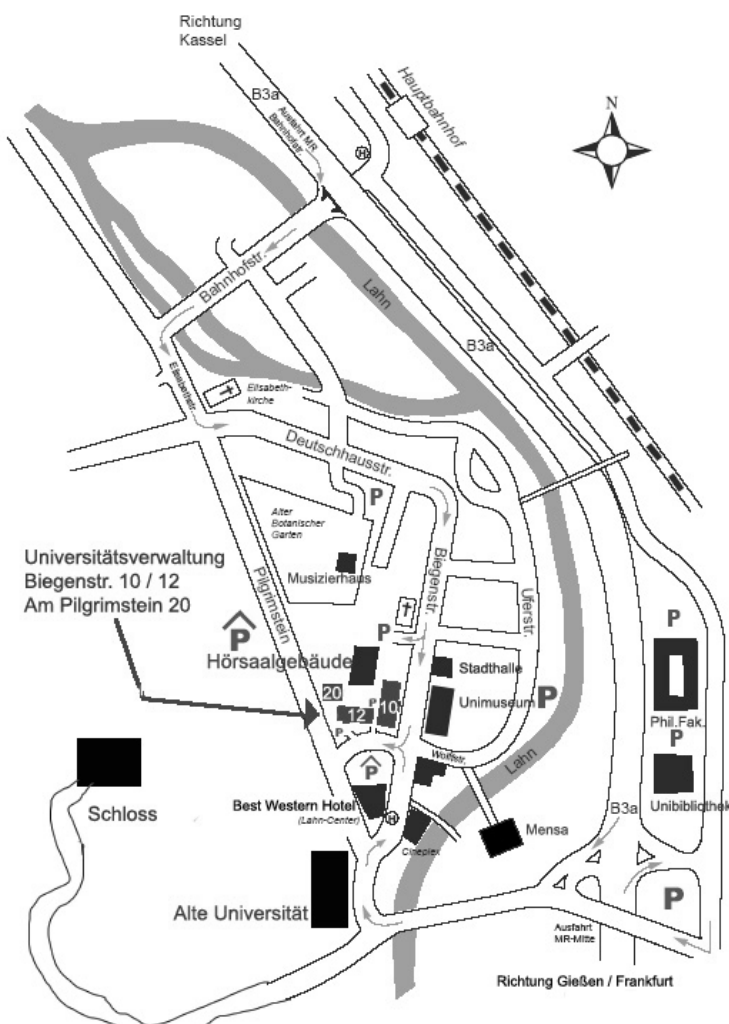 Richtung
Kassel
B3a
Ausfahrt MR
Bahnhofstr.
Hauptbahnhof
H
N
Bahnhofstr.
Lahn
B3a
Elisabethstr.
Elisabeth-
kirche
Deutschhausstr.
P
Alter
Botanischer
Garten
Musizierhaus
Pilgrimstein
Biegenstr.
Uferstr.
Universitätsverwaltung
Biegenstr. 10 / 12
Am Pilgrimstein 20
P
P
P
Hörsaalgebäude
Stadthalle
20
12
P
10
P
Unimuseum
P
Phil.Fak.
P
Wolffstr.
Lahn
P
Schloss
Best Western Hotel
(Lahn-Center)
H
Cineplex
Mensa
Unibibliothek
B3a
Alte Universität
P
Ausfahrt
MR-Mitte
Richtung Gießen / Frankfurt